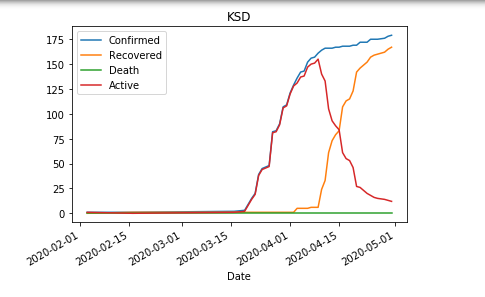 KSD
Confirmed
Recovered
Death
Active
175
150
125
100
75
50
25
0
2020-02-01
2020-02-15
2020-03-01
2020-03-15
2020-04-01
2020-04-15
2020-05-01
Date